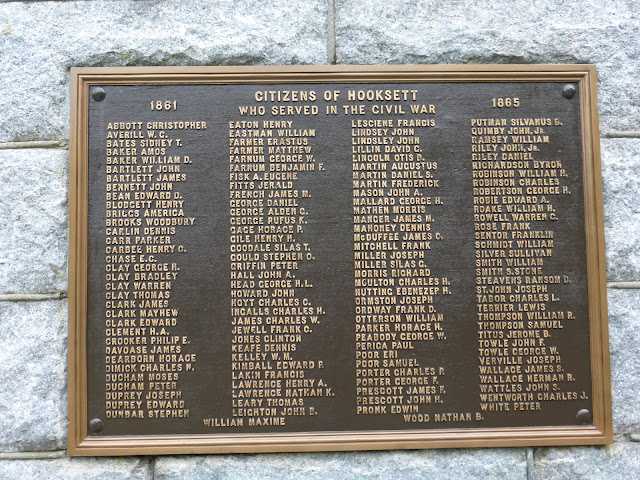 CITIZENS OF HOOKSETT
1861
WHO SERVED IN THE CIVIL WAR
1865
ABBOTT CHRISTOPHER
AVERILL W. C.
BATES SIDNEY T.
BAKER AMOS
BAKER WILLIAM D.
BARTLETT JOHN
BARTLETT JAMES
BENNETT JOHN
BEAN EDWARD J.
BLODGETT HENRY
BRIGGS AMERICA
BROOKS WOODBURY
CARLIN DENNIS
CARR PARKER
CARBEE HENRY C.
CHASE E.C.
CLAY GEORGE H.
CLAY BRADLEY
CLAY WARREN
CLAY THOMAS
CLARK JAMES
CLARK MAYHEW
CLARK EDWARD
CLEMENT H.A.
CROOKER PHILIP E.
DAVOASE JAMES
DEARBORN HORACE
DIMICK CHARLES N.
DUCHAM MOSES
DUCHAM PETER
DUPREY JOSEPH
DUPREY EDWARD
DUNBAR STEPHEN
EATON HENRY
EASTMAN WILLIAM
FARMER ERASTUS
FARMER MATTHEW
FARNUM GEORGE W.
FARNUM BENJAMIN F.
FISK A. EUGENE
FITTS GERALD
FRENCH JAMES M.
GEORGE DANIEL
GEORGE ALDEN C.
GEORGE RUFUS K.
GAGE HORACE P.
GILE HENRY H.
GOODALE SILAS T.
GOULD STEPHEN O.
GRIFFIN PETER
HALL JOHN A.
HEAD GEORGE H.L.
HOWARD JOHN
HOYT CHARLES C.
INGALLS CHARLES H.
JAMES CHARLES W.
JEWELL FRANK C.
JONES CLINTON
KEAFE DENNIS
KELLEY W. M.
KIMBALL EDWARD P.
LAKIN FRANCIS
LAWRENCE HENRY A.
LAWRENCE NATHAN K.
LEARY THOMAS
LEIGHTON JOHN B.
LESCIENE FRANCIS
LINDSEY JOHN
LINDSLEY JOHN
LILLIN DAVID C.
LINCOLN OTIS B.
MARTIN AUGUSTUS
MARTIN DANIEL S.
MARTIN FREDERICK
MASON JOHN A.
MALLARD GEORGE H.
MATHEN MORRIS
MANCER JAMES M.
MAHONEY DENNIS
McDUFFEE JAMES C.
MITCHELL FRANK
MILLER JOSEPH
MILLER SILAS C.
MORRIS RICHARD
MOULTON CHARLES H.
NUTTING EBENEZER H.
ORMSTON JOSEPH
ORDWAY FRANK D.
OTTERSON WILLIAM
PARKER HORACE H.
PEABODY GEORGE W.
PERICA PAUL
POOR ERI
POOR SAMUEL
PORTER CHARLES P.
PORTER GEORGE F.
PRESCOTT JAMES F.
PRESCOTT JOHN H.
PRONK EDWIN
PUTMAN SILVANUS B.
QUIMBY JOHN, JR.
RAMSEY WILLIAM
RILEY JOHN, JR.
RILEY DANIEL
RICHARDSON BYRON
ROBINSON WILLIAM H.
ROBINSON CHARLES
ROBERTSON GEORGE H.
ROBIE EDWARD A.
ROAKE WILLIAM H.
ROWELL WARREN C.
ROSE FRANK
SENTOR FRANKLIN
SCHMIDT WILLIAM
SILVER SULLIVAN
SMITH WILLIAM
SMITH S. STONE
STEAVENS RANSOM D.
ST. JOHN JOSEPH
TABOR CHARLES L.
TERRIER LEWIS
THOMPSON WILLIAM R.
THOMPSON SAMUEL
TITUS JEROME B.
TOWLE JOHN F.
TOWLE GEORGE W.
VERVILLE JOSEPH
WALLACE JAMES S.
WALLACE HERMAN R.
WATTLES JOHN S.
WENTWORTH CHARLES J.
WHITE PETER
WILLIAM MAXIME
WOOD NATHAN B.